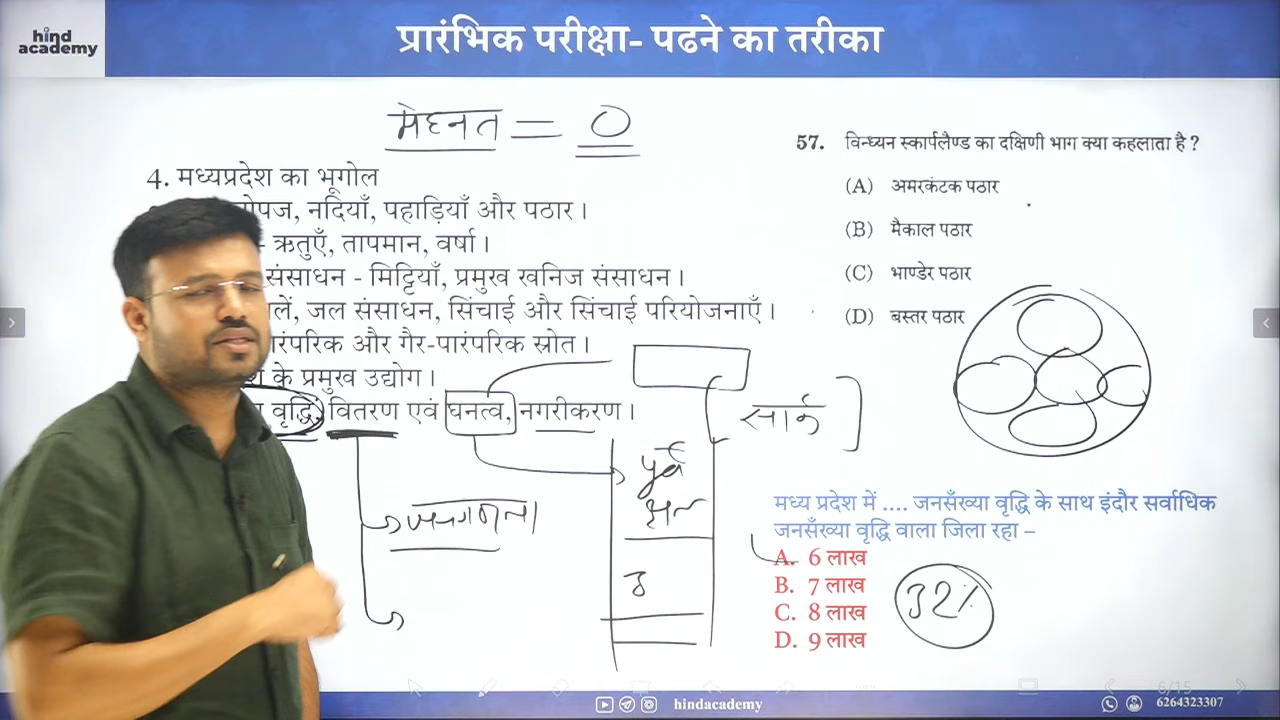 hind
academy
प्रारंभिक परीक्षा- पढने का तरीका
मेहनत = 0
4. मध्यप्रदेश का भूगोल
नदियाँ, पहाड़ियाँ और पठार।
- ऋतुएँ, तापमान, वर्षा।
संसाधन - मिट्टियाँ, प्रमुख खनिज संसाधन।
जल संसाधन, सिंचाई और सिंचाई परियोजनाएँ।
और गैर-पारंपरिक स्रोत।
के प्रमुख उद्योग।
वृद्धि, वितरण एवं घनत्व, नगरीकरण।
सार्क
पूर्व
जनगणना
57. विन्ध्यन स्कार्पलैण्ड का दक्षिणी भाग क्या कहलाता है ?
(A) अमरकंटक पठार
(B) मैकाल पठार
(C) भाण्डेर पठार
(D) बस्तर पठार
मध्य प्रदेश में .... जनसँख्या वृद्धि के साथ इंदौर सर्वाधिक
जनसँख्या वृद्धि वाला जिला रहा –
A. 6 लाख
B. 7 लाख
C. 8 लाख
D. 9 लाख
32%
6/15
hindacademy
6264323307